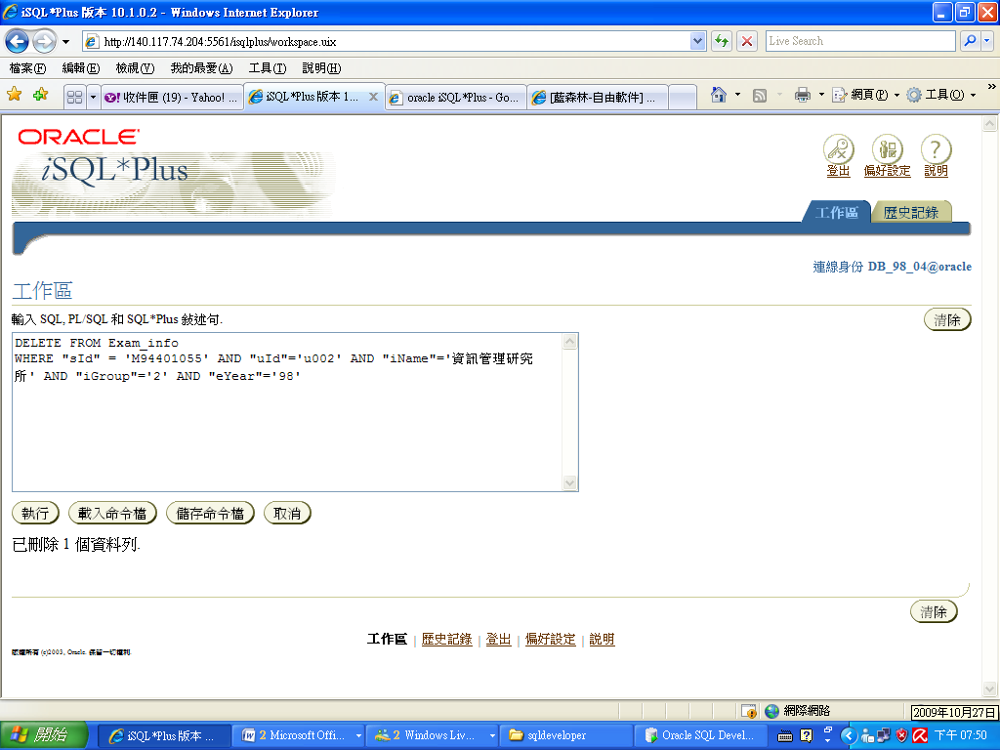 iSQL*Plus 版本 10.1.0.2 - Windows Internet Explorer
http://140.117.74.204:5561/isqlplus/workspace.uix
Live Search
檔案(F) 編輯(E) 檢視(V) 我的最愛(A) 工具(T) 說明(H)
收件匣 (19) - Yahoo! ...
iSQL*Plus 版本 1...
oracle iSQL*Plus - Go...
[藍森林-自由軟件] ...
網頁(P)
工具(O)
ORACLE
iSQL*Plus
登出 偏好設定 說明
工作區 歷史記錄
連線身份 DB_98_04@oracle
工作區
輸入 SQL, PL/SQL 和 SQL*Plus 敘述句.
清除
DELETE FROM Exam_info
WHERE "sId" = 'M94401055' AND "uId"='u002' AND "iName"='資訊管理研究
所' AND "iGroup"='2' AND "eYear"='98'
執行 載入命令檔 儲存命令檔 取消
已刪除 1 個資料列.
清除
工作區 | 歷史記錄 | 登出 | 偏好設定 | 說明
版權所有 (c)2003, Oracle. 保留一切權利.
網際網路
2009年10月27日
開始
iSQL*Plus 版本 ...
2 Microsoft Offi...
2 Windows Liv...
sqldeveloper
Oracle SQL Devel...
下午 07:50